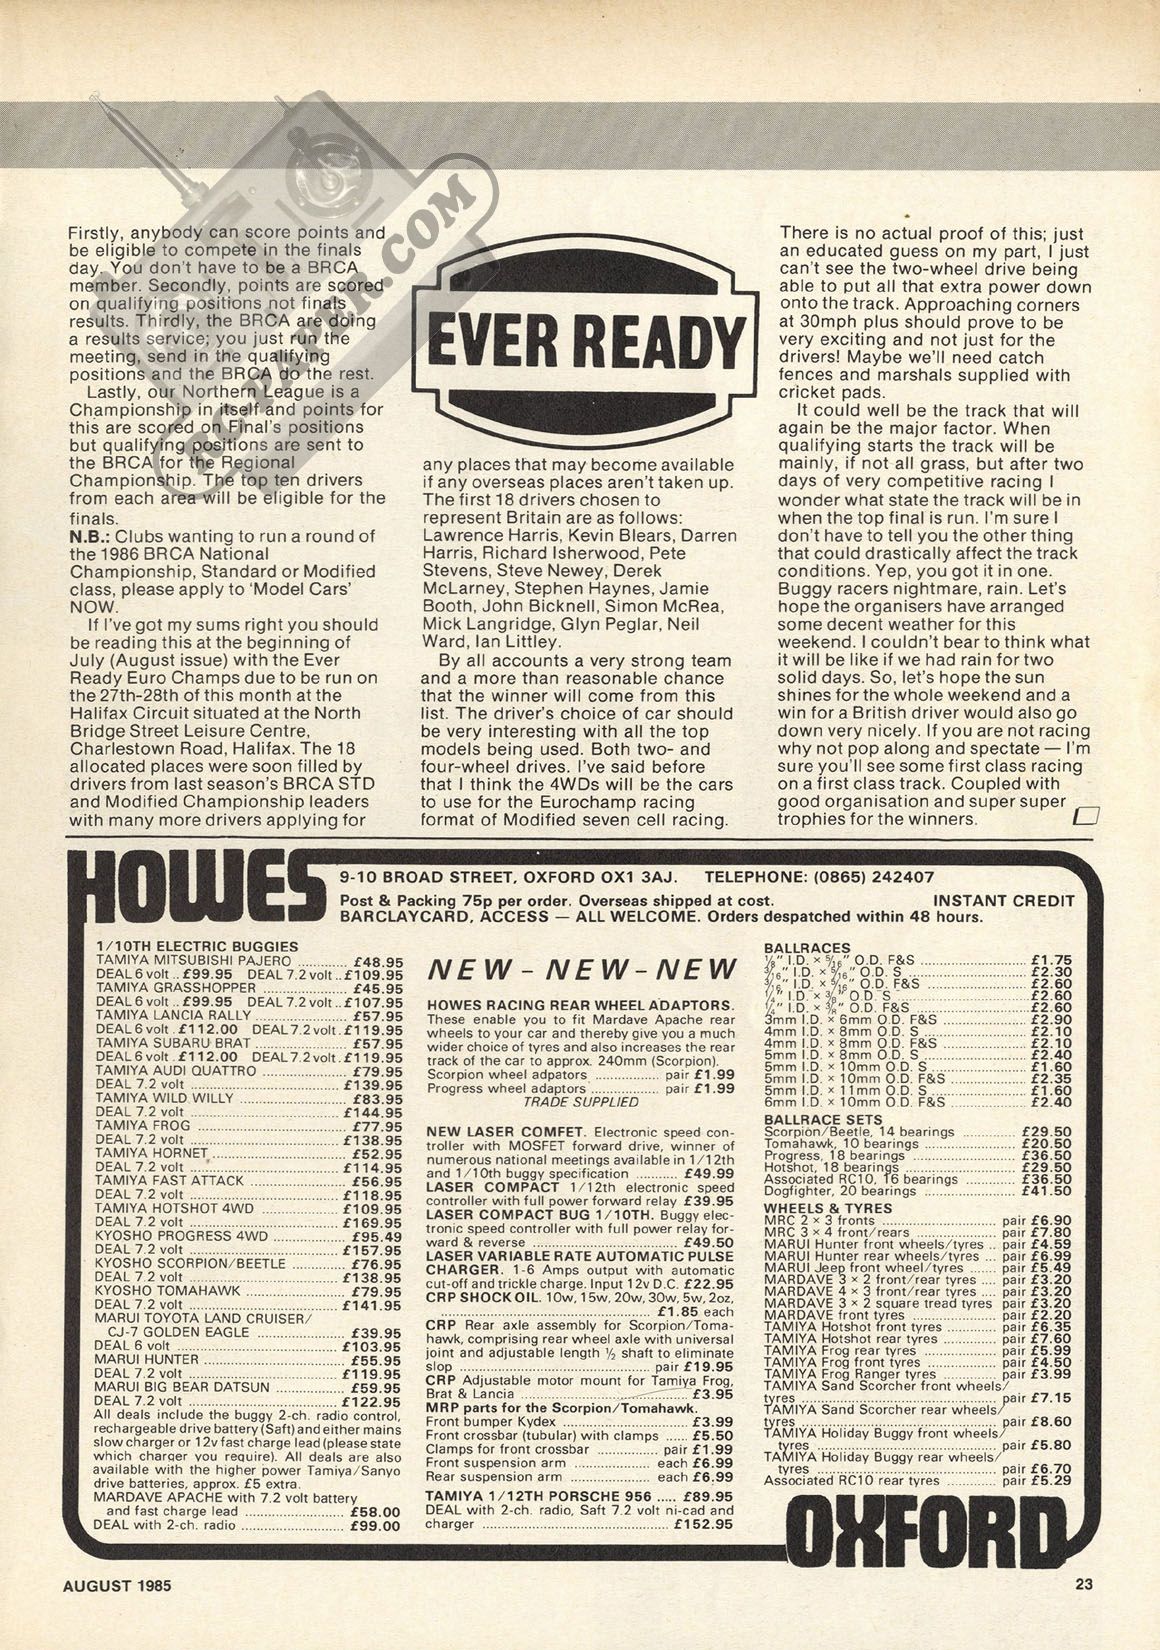 Firstly, anybody can score points and
be eligible to compete in the finals
day. You don't have to be a BRCA
member. Secondly, points are scored
on qualifying positions not finals
results. Thirdly, the BRCA are doing
a results service; you just run the
meeting, send in the qualifying
positions and the BRCA do the rest.
Lastly, our Northern League is a
Championship in itself and points for
this are scored on Final's positions
but qualifying positions are sent to
the BRCA for the Regional
Championship. The top ten drivers
from each area will be eligible for the
finals.
N.B.: Clubs wanting to run a round of
the 1986 BRCA National
Championship, Standard or Modified
class, please apply to 'Model Cars'
NOW.
If I've got my sums right you should
be reading this at the beginning of
July (August issue) with the Ever
Ready Euro Champs due to be run on
the 27th-28th of this month at the
Halifax Circuit situated at the North
Bridge Street Leisure Centre,
Charlestown Road, Halifax. The 18
allocated places were soon filled by
drivers from last season's BRCA STD
and Modified Championship leaders
with many more drivers applying for
RC-PAPER.COM
EVER READY
any places that may become available
if any overseas places aren't taken up.
The first 18 drivers chosen to
represent Britain are as follows:
Lawrence Harris, Kevin Blears, Darren
Harris, Richard Isherwood, Pete
Stevens, Steve Newey, Derek
McLarney, Stephen Haynes, Jamie
Booth, John Bicknell, Simon McRea,
Mick Langridge, Glyn Peglar, Neil
Ward, Ian Littley.
By all accounts a very strong team
and a more than reasonable chance
that the winner will come from this
list. The driver's choice of car should
be very interesting with all the top
models being used. Both two- and
four-wheel drives. I've said before
that I think the 4WDs will be the cars
to use for the Eurochamp racing
format of Modified seven cell racing.
There is no actual proof of this; just
an educated guess on my part, I just
can't see the two-wheel drive being
able to put all that extra power down
onto the track. Approaching corners
at 30mph plus should prove to be
very exciting and not just for the
drivers! Maybe we'll need catch
fences and marshals supplied with
cricket pads.
It could well be the track that will
again be the major factor. When
qualifying starts the track will be
mainly, if not all grass, but after two
days of very competitive racing I
wonder what state the track will be in
when the top final is run. I'm sure I
don't have to tell you the other thing
that could drastically affect the track
conditions. Yep, you got it in one.
Buggy racers nightmare, rain. Let's
hope the organisers have arranged
some decent weather for this
weekend. I couldn't bear to think what
it will be like if we had rain for two
solid days. So, let's hope the sun
shines for the whole weekend and a
win for a British driver would also go
down very nicely. If you are not racing
why not pop along and spectate — I'm
sure you'll see some first class racing
on a first class track. Coupled with
good organisation and super super
trophies for the winners.
HOWES
9-10 BROAD STREET, OXFORD OX1 3AJ. TELEPHONE: (0865) 242407
Post & Packing 75p per order. Overseas shipped at cost. INSTANT CREDIT
BARCLAYCARD, ACCESS — ALL WELCOME. Orders despatched within 48 hours.
1/10TH ELECTRIC BUGGIES
TAMIYA MITSUBISHI PAJERO ............ £48.95
DEAL 6 volt .. £99.95 DEAL 7.2 volt .. £109.95
TAMIYA GRASSHOPPER .................. £45.95
DEAL 6 volt .. £99.95 DEAL 7.2 volt .. £107.95
TAMIYA LANCIA RALLY .................. £57.95
DEAL 6 volt . £112.00 DEAL 7.2 volt . £119.95
TAMIYA SUBARU BRAT .................. £57.95
DEAL 6 volt . £112.00 DEAL 7.2 volt . £119.95
TAMIYA AUDI QUATTRO .................. £79.95
DEAL 7.2 volt .................. £139.95
TAMIYA WILD WILLY .................. £83.95
DEAL 7.2 volt .................. £144.95
TAMIYA FROG .................. £77.95
DEAL 7.2 volt .................. £138.95
TAMIYA HORNET .................. £52.95
DEAL 7.2 volt .................. £114.95
TAMIYA FAST ATTACK .................. £56.95
DEAL 7.2 volt .................. £118.95
TAMIYA HOTSHOT 4WD .................. £109.95
DEAL 7.2 volt .................. £169.95
KYOSHO PROGRESS 4WD .................. £95.49
DEAL 7.2 volt .................. £157.95
KYOSHO SCORPION/BEETLE .................. £76.95
DEAL 7.2 volt .................. £138.95
KYOSHO TOMAHAWK .................. £79.95
DEAL 7.2 volt .................. £141.95
MARUI TOYOTA LAND CRUISER/
CJ-7 GOLDEN EAGLE .................. £39.95
DEAL 6 volt .................. £103.95
MARUI HUNTER .................. £55.95
DEAL 7.2 volt .................. £119.95
MARUI BIG BEAR DATSUN .................. £59.95
DEAL 7.2 volt .................. £122.95
All deals include the buggy 2-ch. radio control,
rechargeable drive battery (Saft) and either mains
slow charger or 12v fast charge lead (please state
which charger you require). All deals are also
available with the higher power Tamiya/Sanyo
drive batteries, approx. £5 extra.
MARDAVE APACHE with 7.2 volt battery
and fast charge lead .................. £58.00
DEAL with 2-ch. radio .................. £99.00
NEW - NEW - NEW
HOWES RACING REAR WHEEL ADAPTORS.
These enable you to fit Mardave Apache rear
wheels to your car and thereby give you a much
wider choice of tyres and also increases the rear
track of the car to approx. 240mm (Scorpion).
Scorpion wheel adpators ............... pair £1.99
Progress wheel adaptors ............... pair £1.99
TRADE SUPPLIED
NEW LASER COMFET. Electronic speed con-
troller with MOSFET forward drive, winner of
numerous national meetings available in 1/12th
and 1/10th buggy specification ........... £49.99
LASER COMPACT 1/12th electronic speed
controller with full power forward relay £39.95
LASER COMPACT BUG 1/10TH. Buggy elec-
tronic speed controller with full power relay for-
ward & reverse .................. £49.50
LASER VARIABLE RATE AUTOMATIC PULSE
CHARGER. 1-6 Amps output with automatic
cut-off and trickle charge. Input 12v D.C. £22.95
CRP SHOCK OIL. 10w, 15w, 20w, 30w, 5w, 2oz,
.................. £1.85 each
CRP Rear axle assembly for Scorpion/Toma-
hawk, comprising rear wheel axle with universal
joint and adjustable length ½ shaft to eliminate
slop .................. pair £19.95
CRP Adjustable motor mount for Tamiya Frog,
Brat & Lancia .................. £3.95
MRP parts for the Scorpion/Tomahawk.
Front bumper Kydex .................. £3.99
Front crossbar (tubular) with clamps ...... £5.50
Clamps for front crossbar ............. pair £1.99
Front suspension arm .................. each £6.99
Rear suspension arm .................. each £6.99
TAMIYA 1/12TH PORSCHE 956 ..... £89.95
DEAL with 2-ch. radio, Saft 7.2 volt ni-cad and
charger .................. £152.95
BALLRACES
⅛" I.D. × 5/16" O.D. F&S .................. £1.75
3/16" I.D. × 5/16" O.D. S .................. £2.30
3/16" I.D. × 5/16" O.D. F&S .................. £2.60
¼" I.D. × ⅜" O.D. S .................. £2.60
¼" I.D. × ⅜" O.D. F&S .................. £2.60
3mm I.D. × 6mm O.D. F&S .................. £2.90
4mm I.D. × 8mm O.D. S .................. £2.10
4mm I.D. × 8mm O.D. F&S .................. £2.10
5mm I.D. × 8mm O.D. S .................. £2.40
5mm I.D. × 10mm O.D. S .................. £1.60
5mm I.D. × 10mm O.D. F&S .................. £2.35
5mm I.D. × 11mm O.D. S .................. £1.60
6mm I.D. × 10mm O.D. F&S .................. £2.40
BALLRACE SETS
Scorpion/Beetle, 14 bearings ............ £29.50
Tomahawk, 10 bearings .................. £20.50
Progress, 18 bearings .................. £36.50
Hotshot, 18 bearings .................. £29.50
Associated RC10, 16 bearings ............ £36.50
Dogfighter, 20 bearings .................. £41.50
WHEELS & TYRES
MRC 2 × 3 fronts .................. pair £6.90
MRC 3 × 4 front/rears .................. pair £7.80
MARUI Hunter front wheels/tyres .. pair £4.59
MARUI Hunter rear wheels/tyres ... pair £6.99
MARUI Jeep front wheel/tyres ...... pair £5.49
MARDAVE 3 × 2 front/rear tyres .... pair £3.20
MARDAVE 4 × 3 front/rear tyres .... pair £3.20
MARDAVE 3 × 2 square tread tyres pair £3.20
MARDAVE front tyres .................. pair £2.20
TAMIYA Hotshot front tyres .......... pair £6.35
TAMIYA Hotshot rear tyres ........... pair £7.60
TAMIYA Frog rear tyres .................. pair £5.99
TAMIYA Frog front tyres .................. pair £4.50
TAMIYA Frog Ranger tyres ............ pair £3.99
TAMIYA Sand Scorcher front wheels/
tyres .................. pair £7.15
TAMIYA Sand Scorcher rear wheels/
tyres .................. pair £8.60
TAMIYA Holiday Buggy front wheels/
tyres .................. pair £5.80
TAMIYA Holiday Buggy rear wheels/
tyres .................. pair £6.70
Associated RC10 rear tyres ........... pair £5.29
OXFORD
AUGUST 1985
23